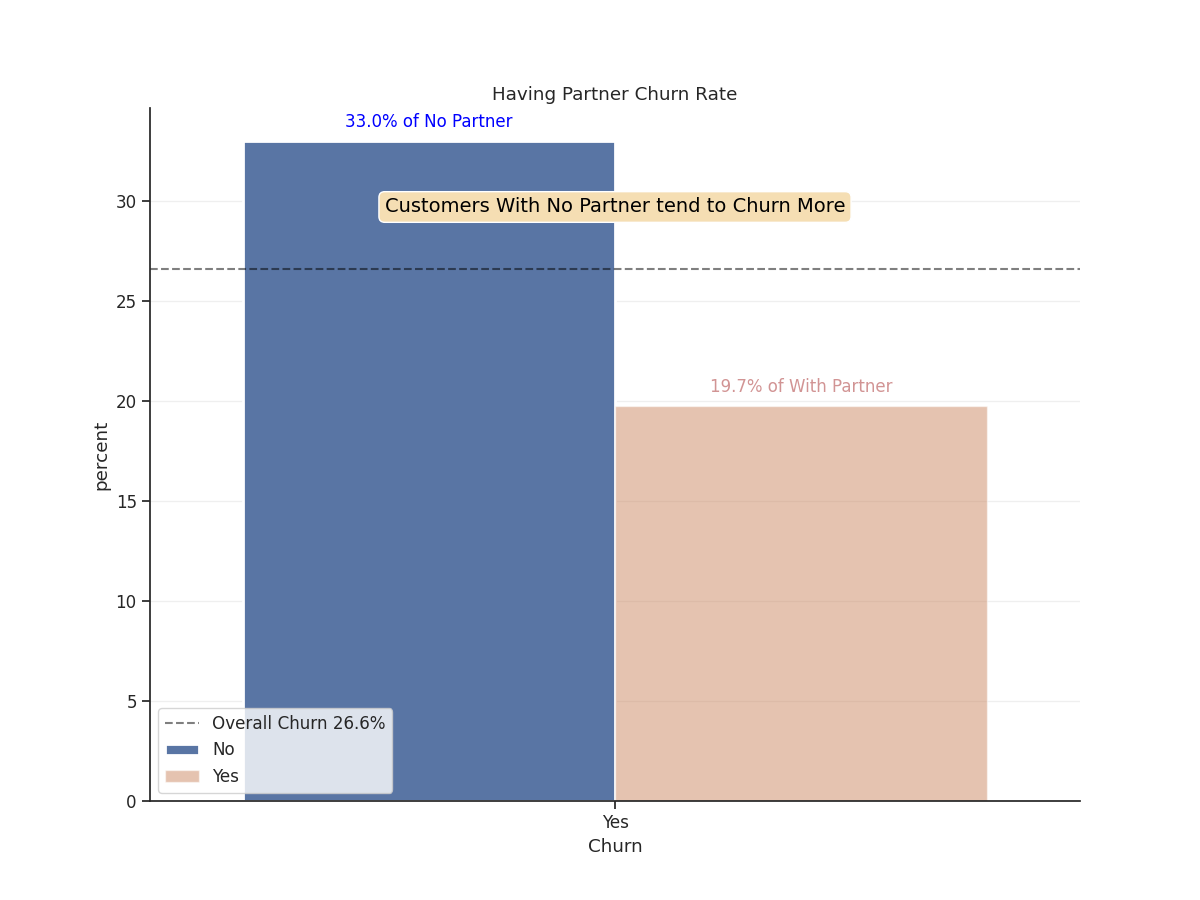 Having Partner Churn Rate
33.0% of No Partner
Customers With No Partner tend to Churn More
19.7% of With Partner
percent
30
25
20
15
10
5
0
Overall Churn 26.6%
No
Yes
Yes
Churn